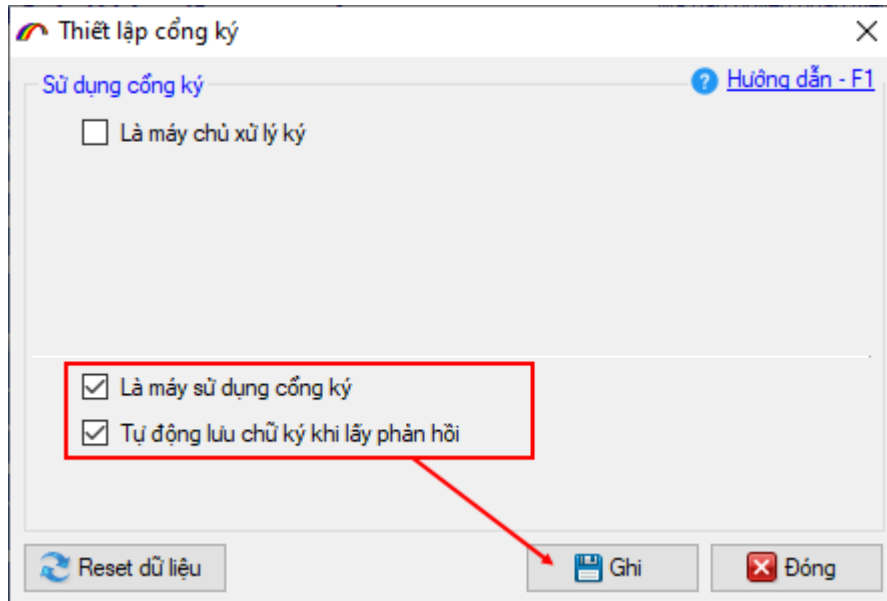 Thiết lập cổng ký
Sử dụng cổng ký
Hướng dẫn - F1
Là máy chủ xử lý ký
Là máy sử dụng cổng ký
Tự động lưu chữ ký khi lấy phản hồi
Reset dữ liệu
Ghi
Đóng